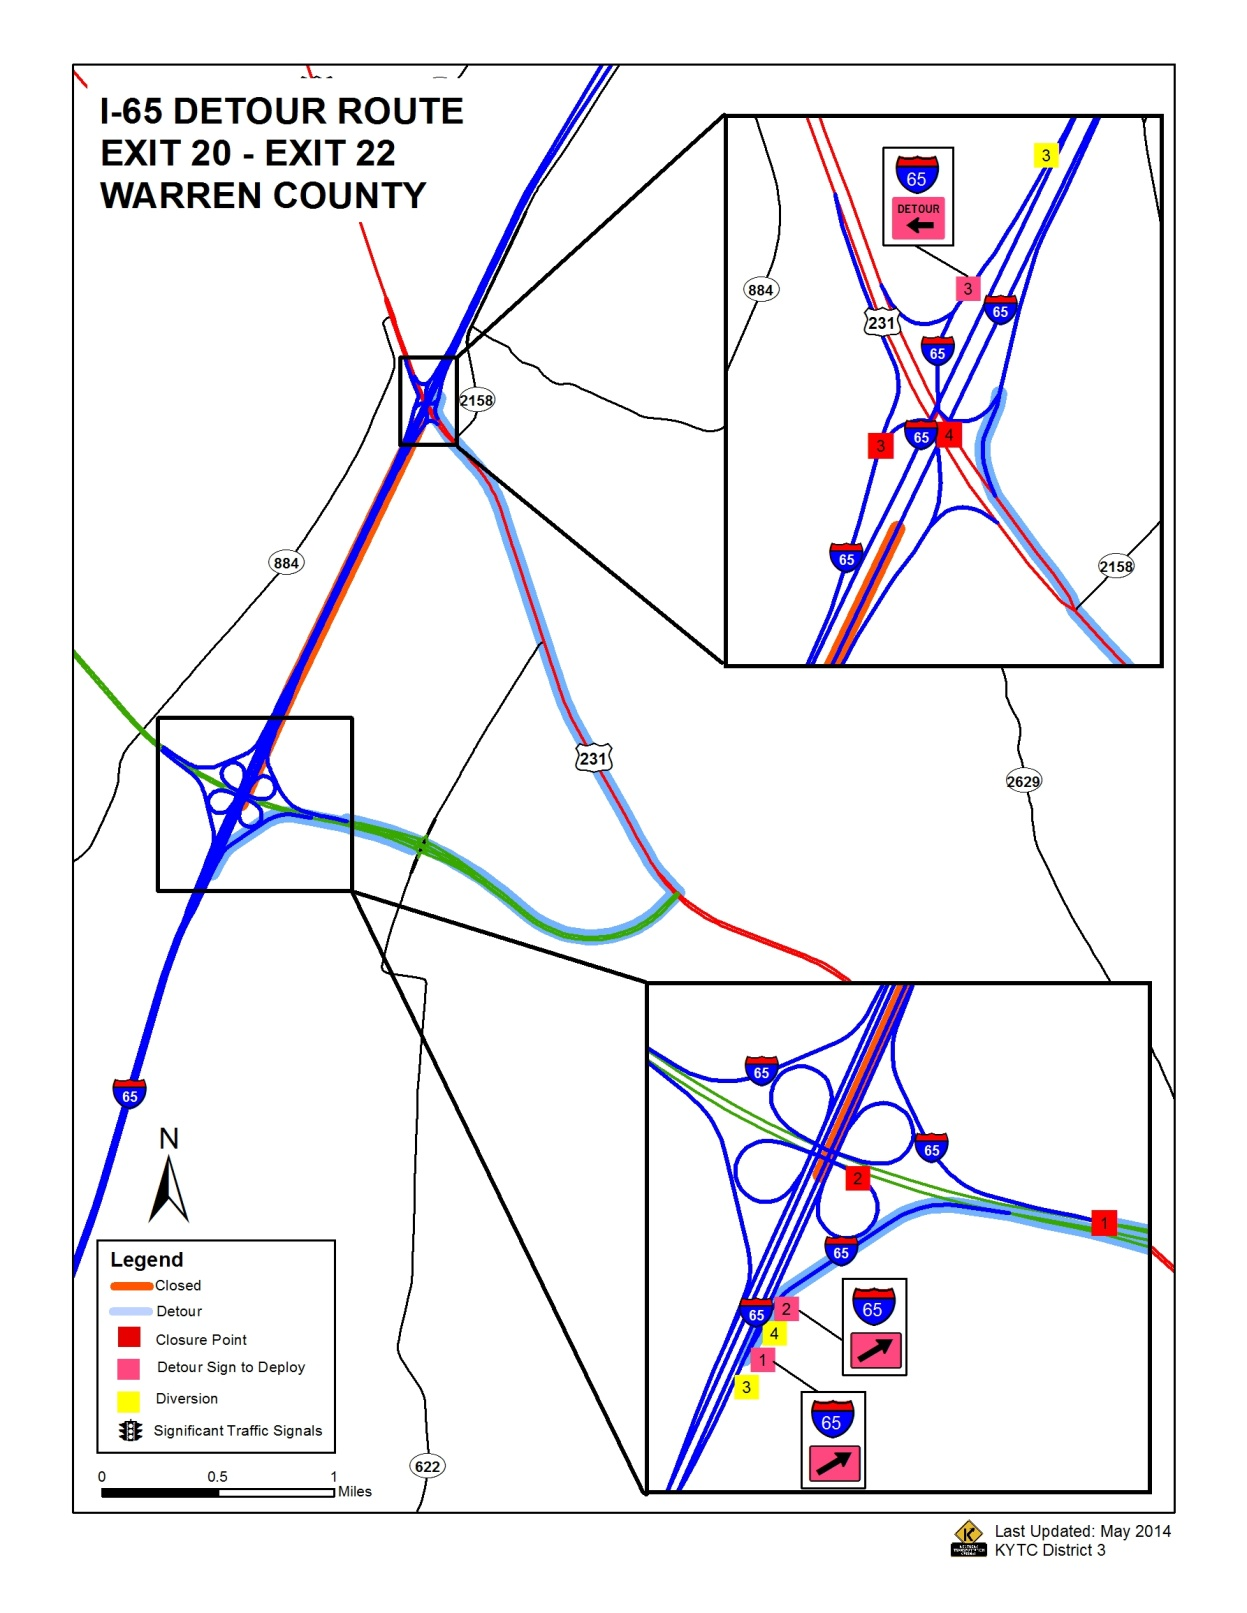 I-65 DETOUR ROUTE
EXIT 20 - EXIT 22
WARREN COUNTY
3
65
DETOUR
3
884
65
231
65
3
65
4
65
2158
2158
884
231
2629
65
65
2
1
65
65
2
65
4
1
3
65
65
N
Legend
Closed
Detour
Closure Point
Detour Sign to Deploy
Diversion
Significant Traffic Signals
0 0.5 1
Miles
622
Last Updated: May 2014
KYTC District 3